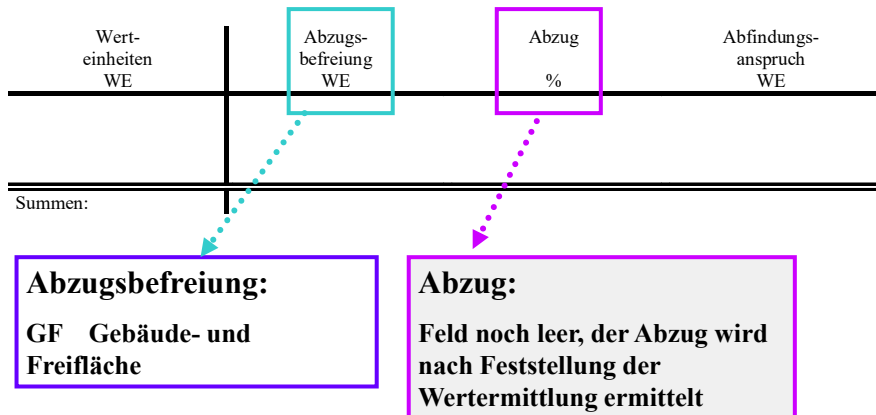 Wert-
einheiten
WE
Abzugs-
befreiung
WE
Abzug
%
Abfindungs-
anspruch
WE
Summen:
Abzugsbefreiung:
GF Gebäude- und
Freifläche
Abzug:
Feld noch leer, der Abzug wird
nach Feststellung der
Wertermittlung ermittelt